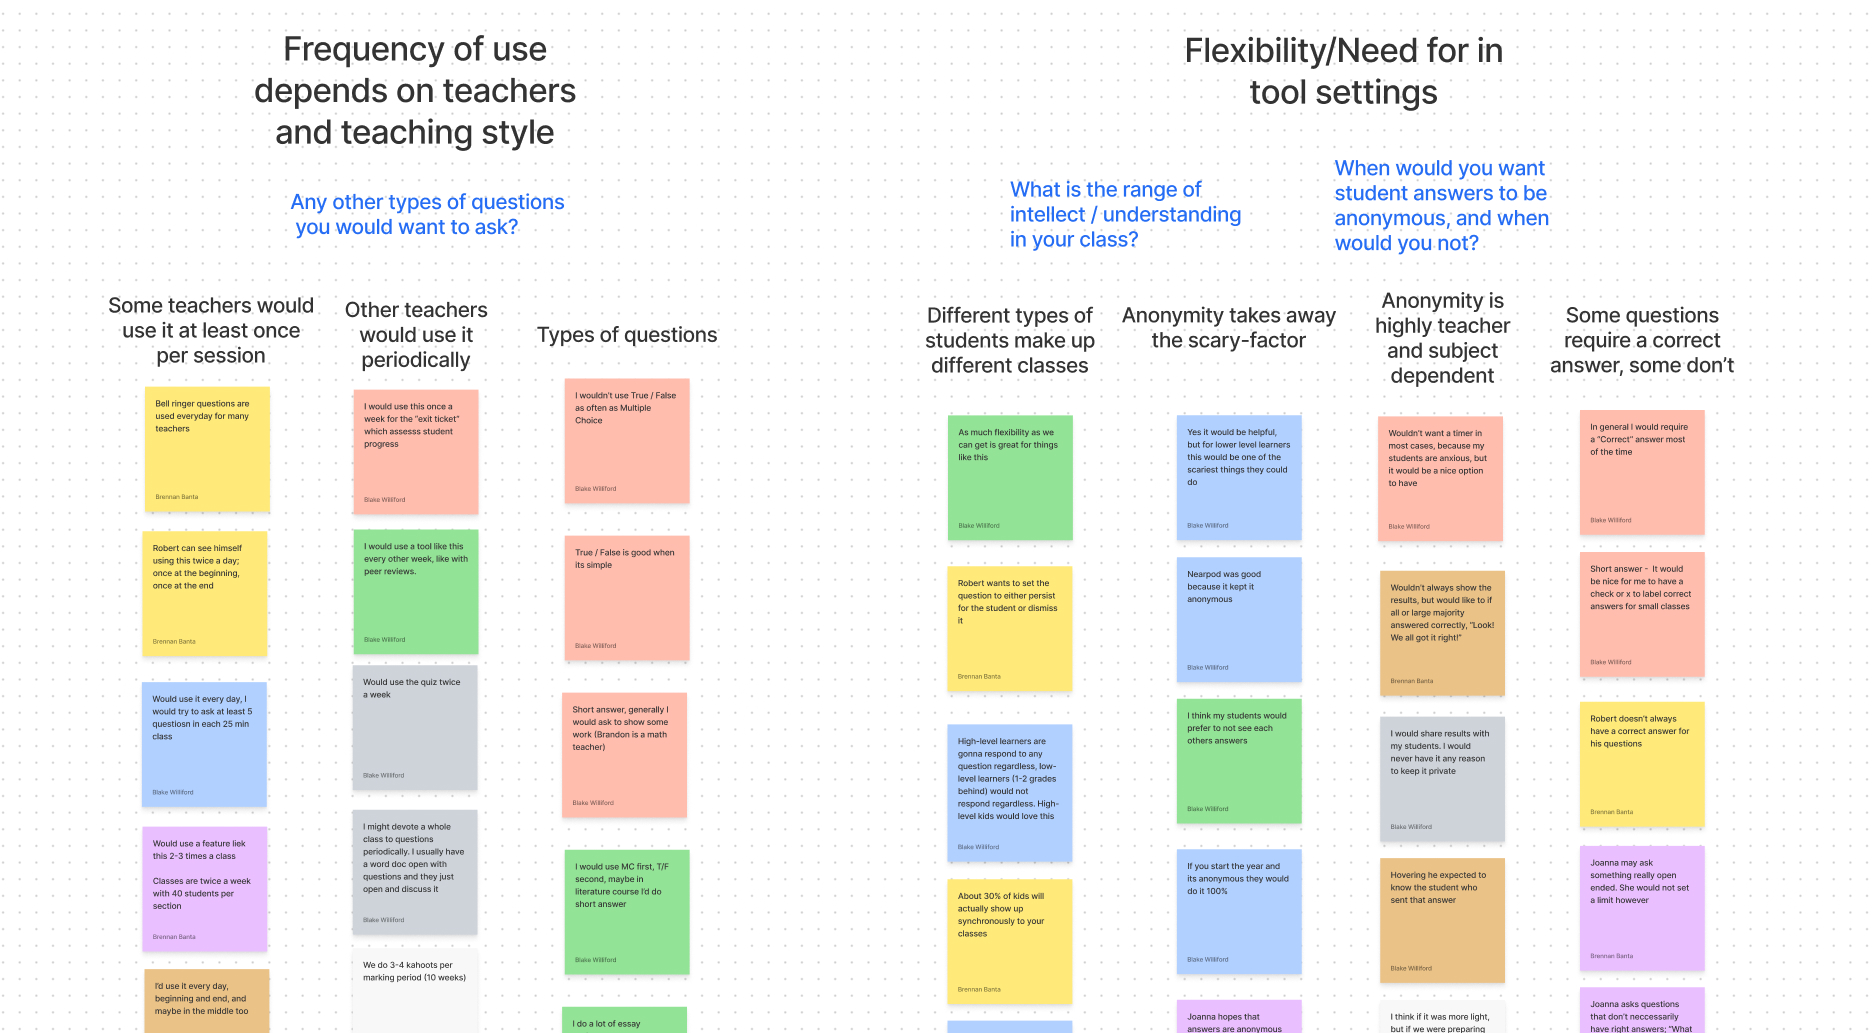 Frequency of use
depends on teachers
and teaching style
Any other types of questions
you would want to ask?
Some teachers would
use it at least once
per session
Bell ringer questions are
used everyday for many
teachers
Brennan Banta
Robert can see himself
using this twice a day;
once at the beginning,
once at the end
Brennan Banta
Would use it every day, I
would try to ask at least 5
questiosn in each 25 min
class
Blake Williford
Would use a feature liek
this 2-3 times a class
Classes are twice a week
with 40 students per
section
Brennan Banta
I'd use it every day,
beginning and end, and
maybe in the middle too
Other teachers
would use it
periodically
I would use this once a
week for the "exit ticket"
which assesss student
progress
Blake Williford
I would use a tool like this
every other week, like with
peer reviews.
Blake Williford
Would use the quiz twice
a week
Blake Williford
I might devote a whole
class to questions
periodically. I usually have
a word doc open with
questions and they just
open and discuss it
Blake Williford
We do 3-4 kahoots per
marking period (10 weeks)
Types of questions
I wouldn't use True / False
as often as Multiple
Choice
Blake Williford
True / False is good when
its simple
Blake Williford
Short answer, generally I
would ask to show some
work (Brandon is a math
teacher)
Blake Williford
I would use MC first, T/F
second, maybe in
literature course I'd do
short answer
Blake Williford
I do a lot of essay
Flexibility/Need for in
tool settings
What is the range of
intellect / understanding
in your class?
When would you want
student answers to be
anonymous, and when
would you not?
Different types of
students make up
different classes
As much flexibility as we
can get is great for things
like this
Blake Williford
Robert wants to set the
question to either persist
for the student or dismiss
it
Brennan Banta
High-level learners are
gonna respond to any
question regardless, low-
level learners (1-2 grades
behind) would not
respond regardless. High-
level kids would love this
Blake Williford
About 30% of kids will
actually show up
synchronously to your
classes
Brennan Banta
Anonymity takes away
the scary-factor
Yes it would be helpful,
but for lower level learners
this would be one of the
scariest things they could
do
Blake Williford
Nearpod was good
because it kept it
anonymous
Blake Williford
I think my students would
prefer to not see each
others answers
Blake Williford
If you start the year and
its anonymous they would
do it 100%
Blake Williford
Joanna hopes that
answers are anonymous
Anonymity is
highly teacher
and subject
dependent
Wouldn't want a timer in
most cases, because my
students are anxious, but
it would be a nice option
to have
Blake Williford
Wouldn't always show the
results, but would like to if
all or large majority
answered correctly, "Look!
We all got it right!"
Brennan Banta
I would share results with
my students. I would
never have it any reason
to keep it private
Blake Williford
Hovering he expected to
know the student who
sent that answer
Blake Williford
I think if it was more light,
but if we were preparing
Some questions
require a correct
answer, some don't
In general I would require
a "Correct" answer most
of the time
Blake Williford
Short answer - It would
be nice for me to have a
check or x to label correct
answers for small classes
Blake Williford
Robert doesn't always
have a correct answer for
his questions
Brennan Banta
Joanna may ask
something really open
ended. She would not set
a limit however
Brennan Banta
Joanna asks questions
that don't neccessarily
have right answers; "What